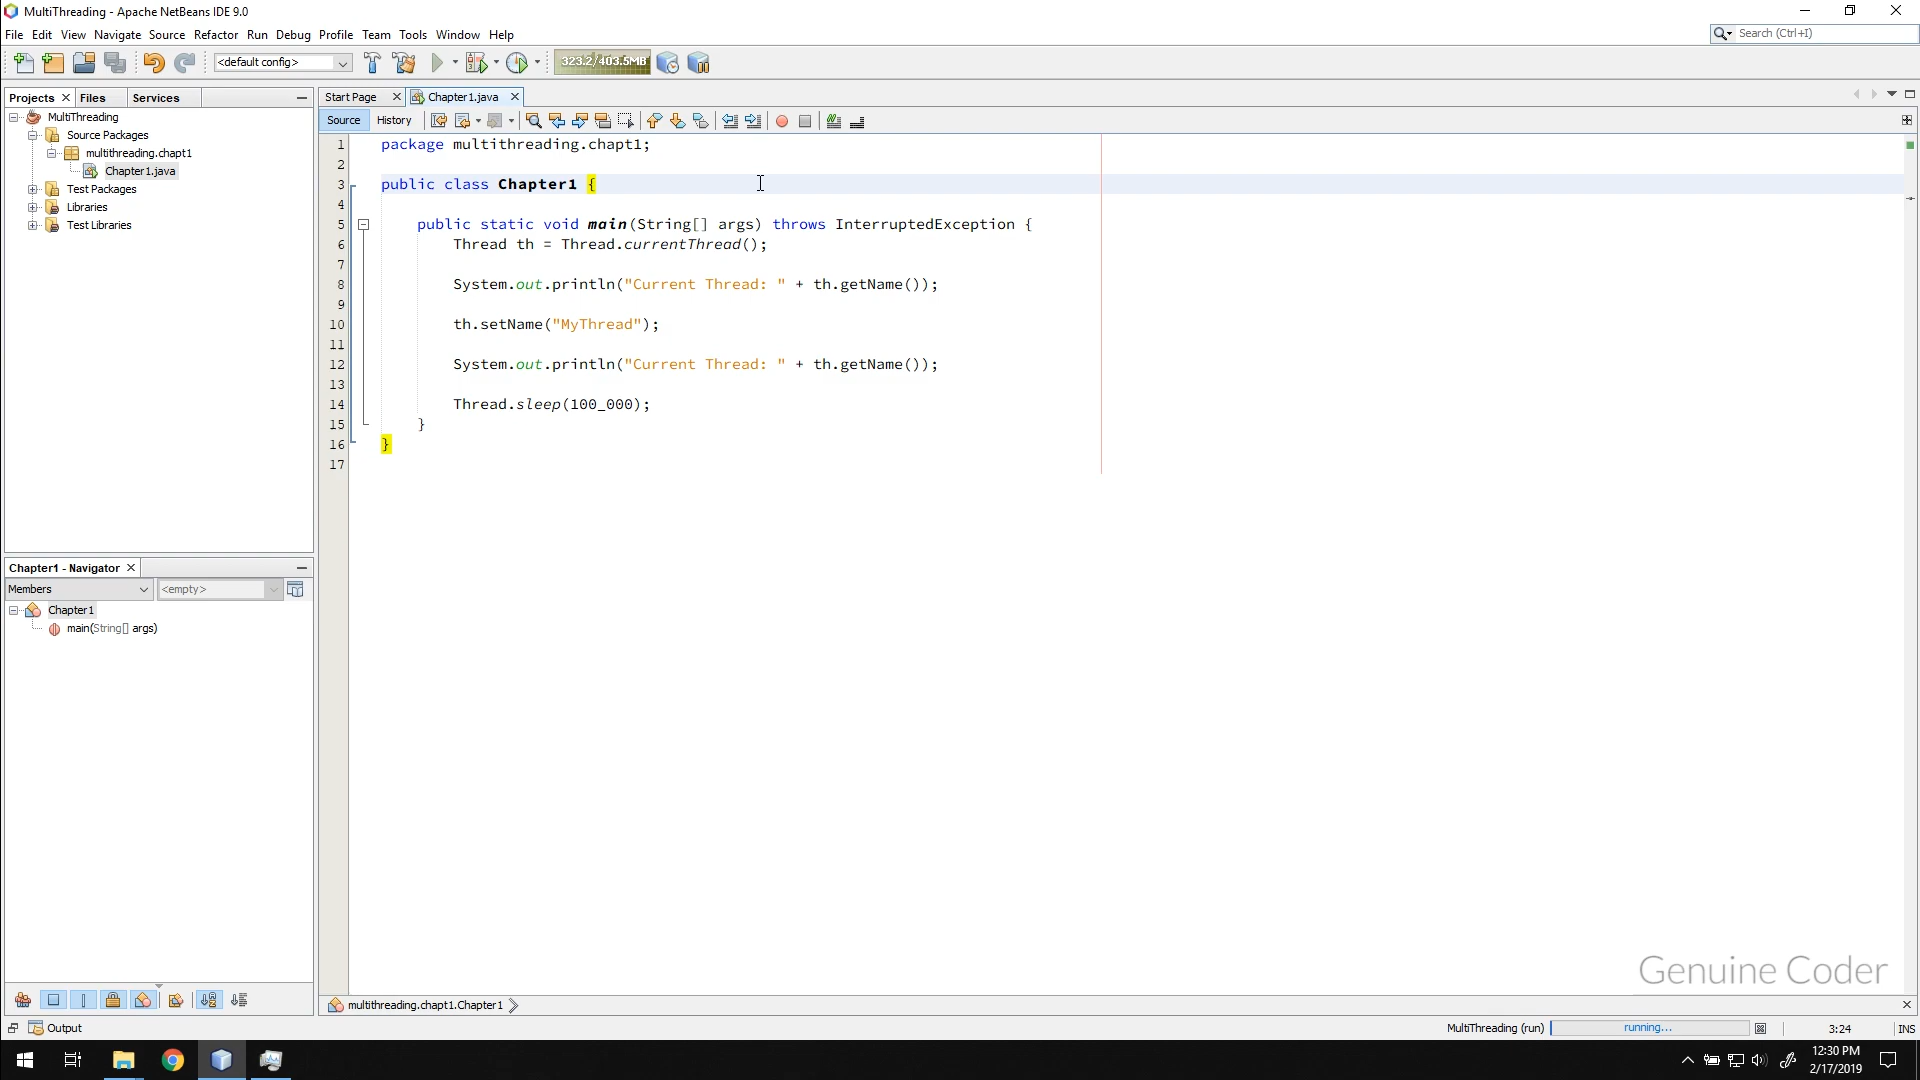 MultiThreading - Apache NetBeans IDE 9.0
File Edit View Navigate Source Refactor Run Debug Profile Team Tools Window Help
Search (Ctrl+I)
<default config>
323.2/403.5MB
Projects Files Services
Start Page Chapter1.java
Source History
MultiThreading
Source Packages
multithreading.chapt1
Chapter1.java
Test Packages
Libraries
Test Libraries
1 package multithreading.chapt1;
2
3 public class Chapter1 {
4
5 public static void main(String[] args) throws InterruptedException {
6 Thread th = Thread.currentThread();
7
8 System.out.println("Current Thread: " + th.getName());
9
10 th.setName("MyThread");
11
12 System.out.println("Current Thread: " + th.getName());
13
14 Thread.sleep(100_000);
15 }
16 }
17
Chapter1 - Navigator
Members <empty>
Chapter1
main(String[] args)
Genuine Coder
multithreading.chapt1.Chapter1
Output
MultiThreading (run) running... 3:24 INS
12:30 PM
2/17/2019